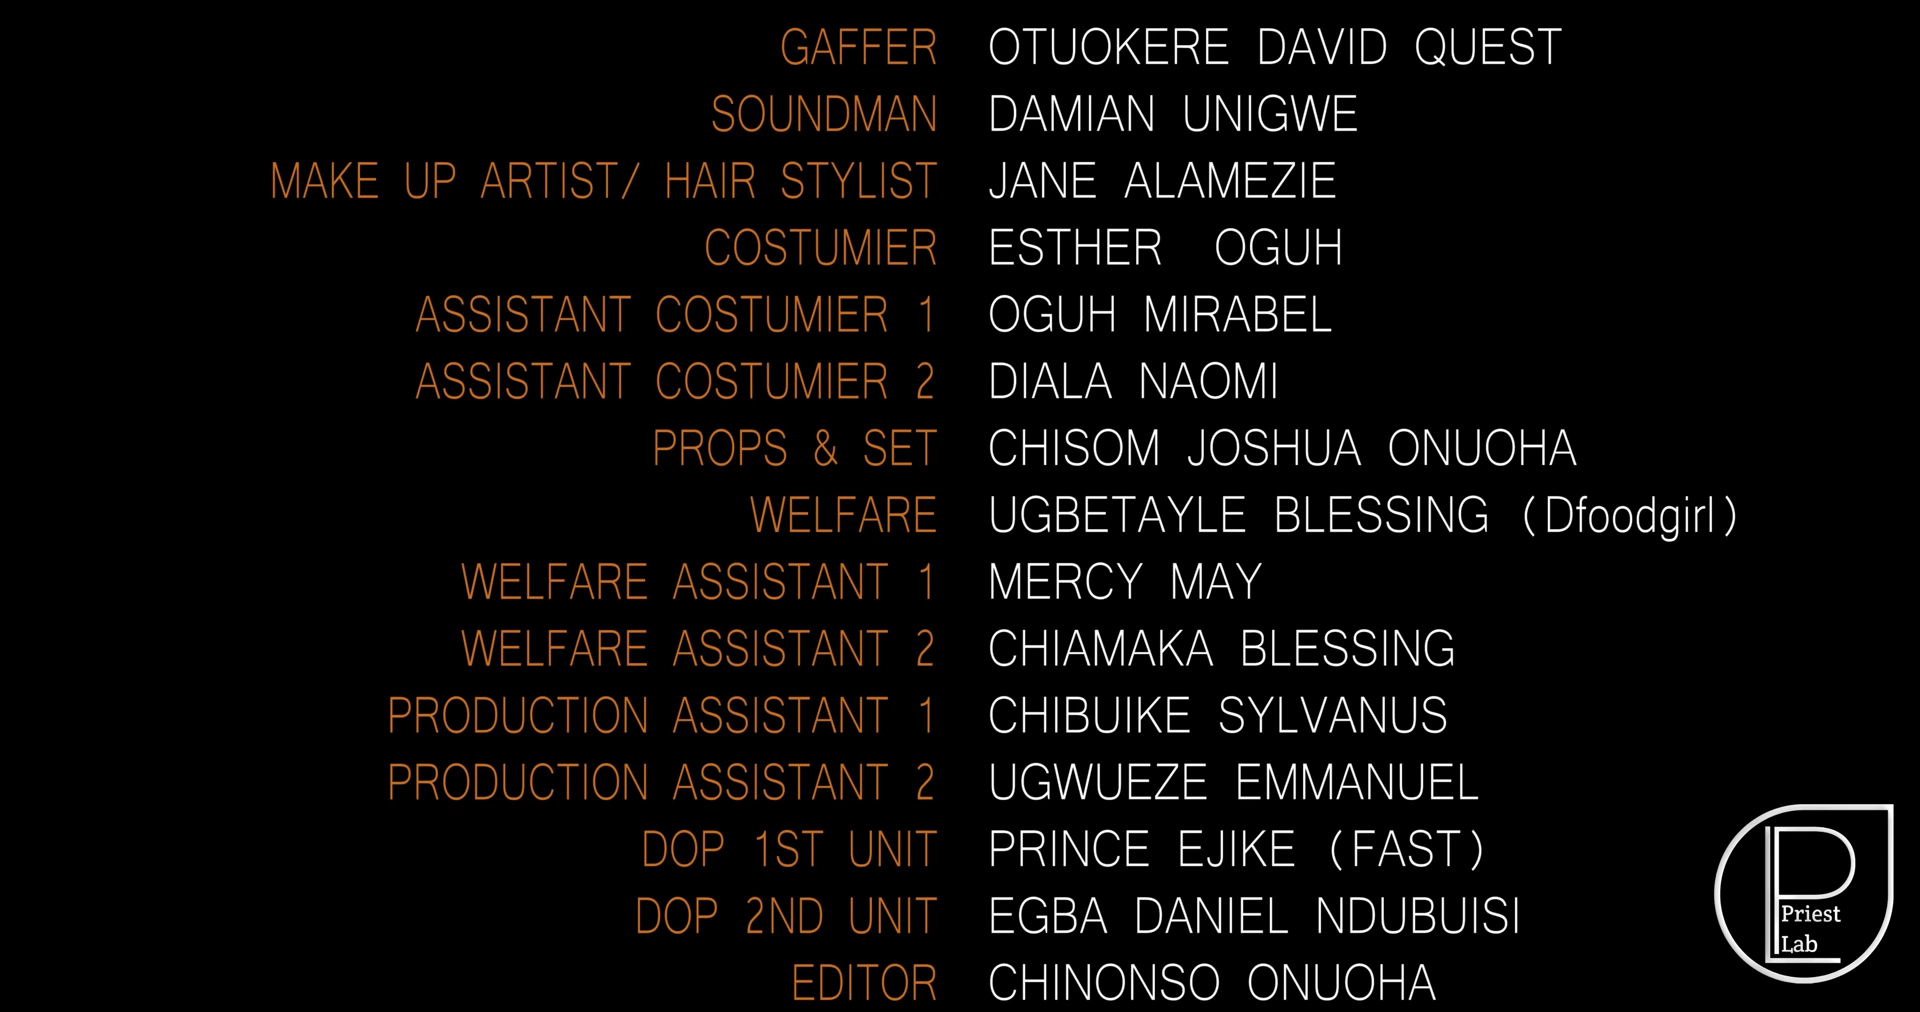 GAFFER OTUOKERE DAVID QUEST
SOUNDMAN DAMIAN UNIGWE
MAKE UP ARTIST/ HAIR STYLIST JANE ALAMEZIE
COSTUMIER ESTHER OGUH
ASSISTANT COSTUMIER 1 OGUH MIRABEL
ASSISTANT COSTUMIER 2 DIALA NAOMI
PROPS & SET CHISOM JOSHUA ONUOHA
WELFARE UGBETAYLE BLESSING (Dfoodgirl)
WELFARE ASSISTANT 1 MERCY MAY
WELFARE ASSISTANT 2 CHIAMAKA BLESSING
PRODUCTION ASSISTANT 1 CHIBUIKE SYLVANUS
PRODUCTION ASSISTANT 2 UGWUEZE EMMANUEL
DOP 1ST UNIT PRINCE EJIKE (FAST)
DOP 2ND UNIT EGBA DANIEL NDUBUISI
EDITOR CHINONSO ONUOHA
PL
Priest
Lab